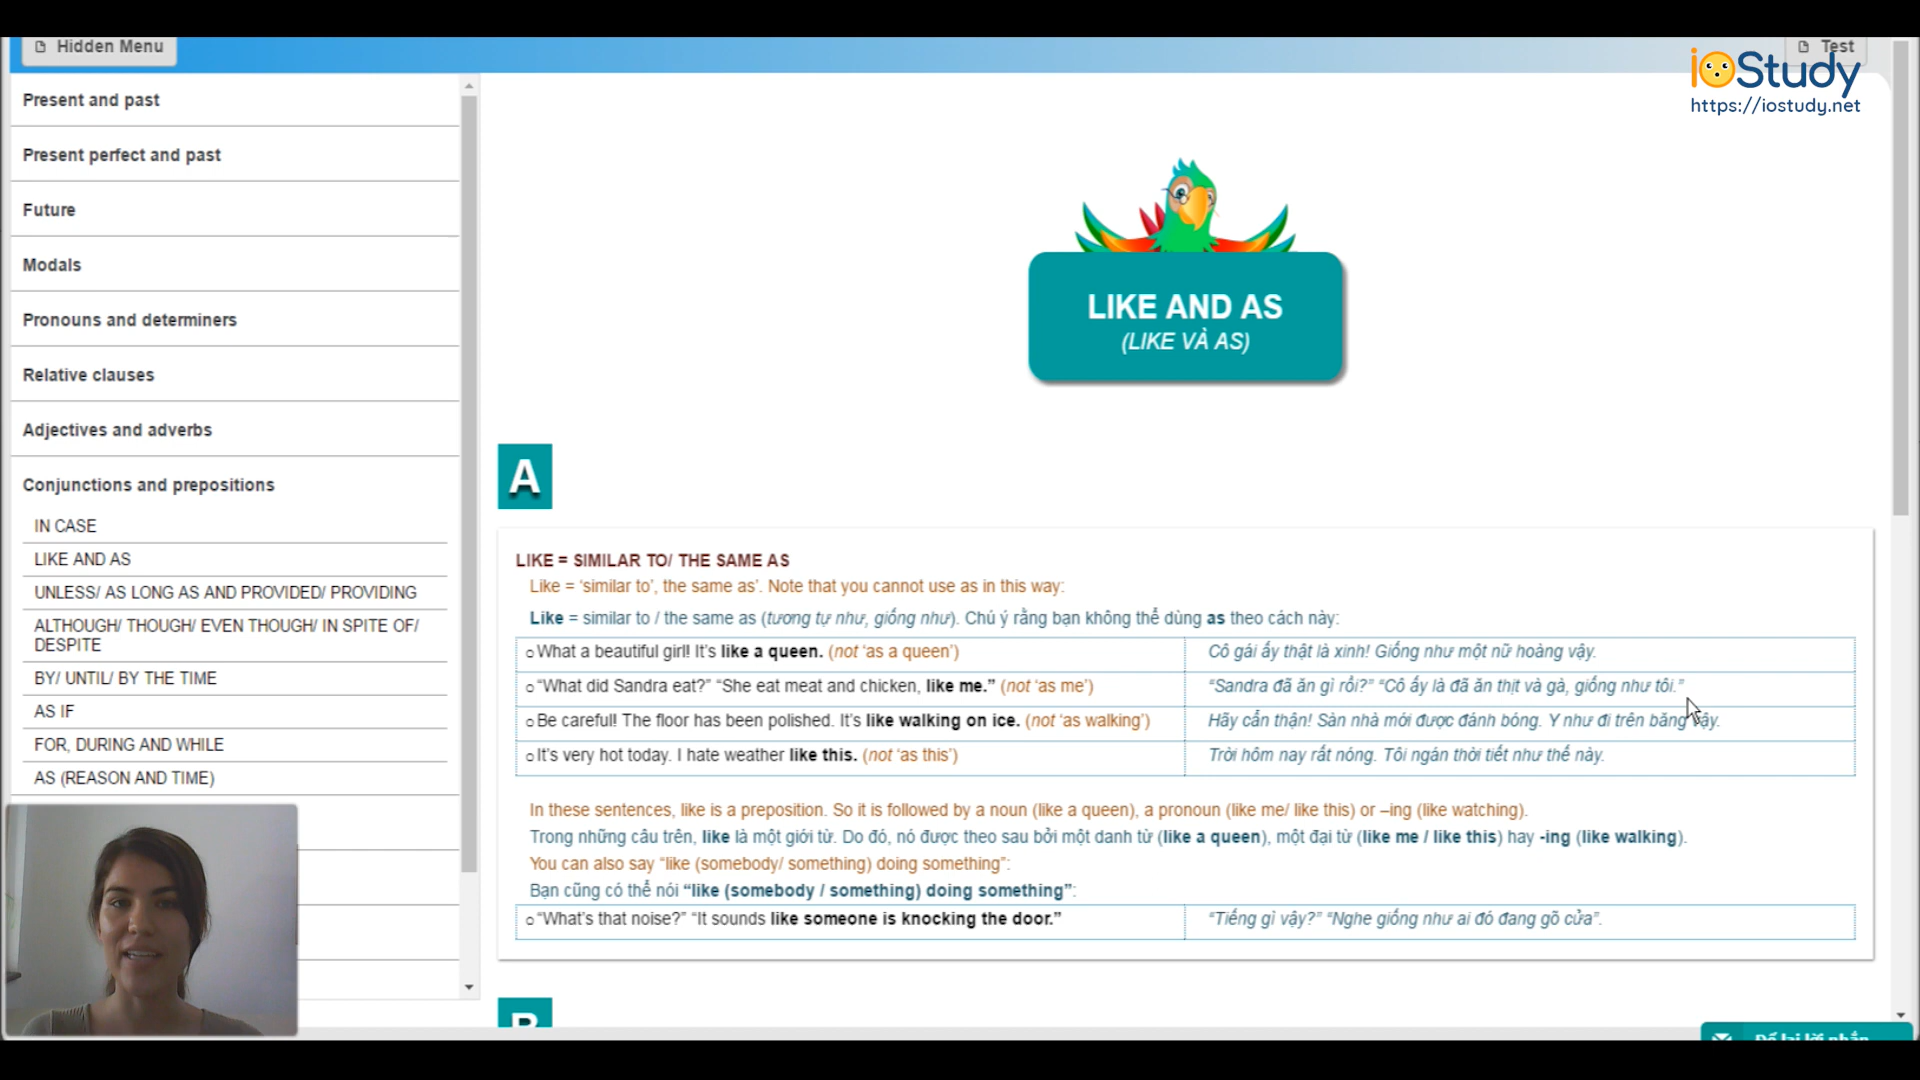 Hidden Menu
Test
ioStudy
https://iostudy.net
Present and past
Present perfect and past
Future
Modals
Pronouns and determiners
Relative clauses
Adjectives and adverbs
Conjunctions and prepositions
IN CASE
LIKE AND AS
UNLESS/ AS LONG AS AND PROVIDED/ PROVIDING
ALTHOUGH/ THOUGH/ EVEN THOUGH/ IN SPITE OF/
DESPITE
BY/ UNTIL/ BY THE TIME
AS IF
FOR, DURING AND WHILE
AS (REASON AND TIME)
LIKE AND AS
(LIKE VÀ AS)
A
LIKE = SIMILAR TO/ THE SAME AS
Like = ‘similar to’, the same as’. Note that you cannot use as in this way:
Like = similar to / the same as (tương tự như, giống như). Chú ý rằng bạn không thể dùng as theo cách này:
What a beautiful girl! It’s like a queen. (not ‘as a queen’) Cô gái ấy thật là xinh! Giống như một nữ hoàng vậy.
“What did Sandra eat?” “She eat meat and chicken, like me.” (not ‘as me’) “Sandra đã ăn gì rồi?” “Cô ấy là đã ăn thịt và gà, giống như tôi.”
Be careful! The floor has been polished. It’s like walking on ice. (not ‘as walking’) Hãy cẩn thận! Sàn nhà mới được đánh bóng. Y như đi trên băng vậy.
It’s very hot today. I hate weather like this. (not ‘as this’) Trời hôm nay rất nóng. Tôi ngán thời tiết như thế này.
In these sentences, like is a preposition. So it is followed by a noun (like a queen), a pronoun (like me/ like this) or –ing (like watching).
Trong những câu trên, like là một giới từ. Do đó, nó được theo sau bởi một danh từ (like a queen), một đại từ (like me / like this) hay -ing (like walking).
You can also say “like (somebody/ something) doing something”:
Bạn cũng có thể nói “like (somebody / something) doing something”:
“What’s that noise?” “It sounds like someone is knocking the door.” “Tiếng gì vậy?” “Nghe giống như ai đó đang gõ cửa”.
B
Để lại lời nhắn